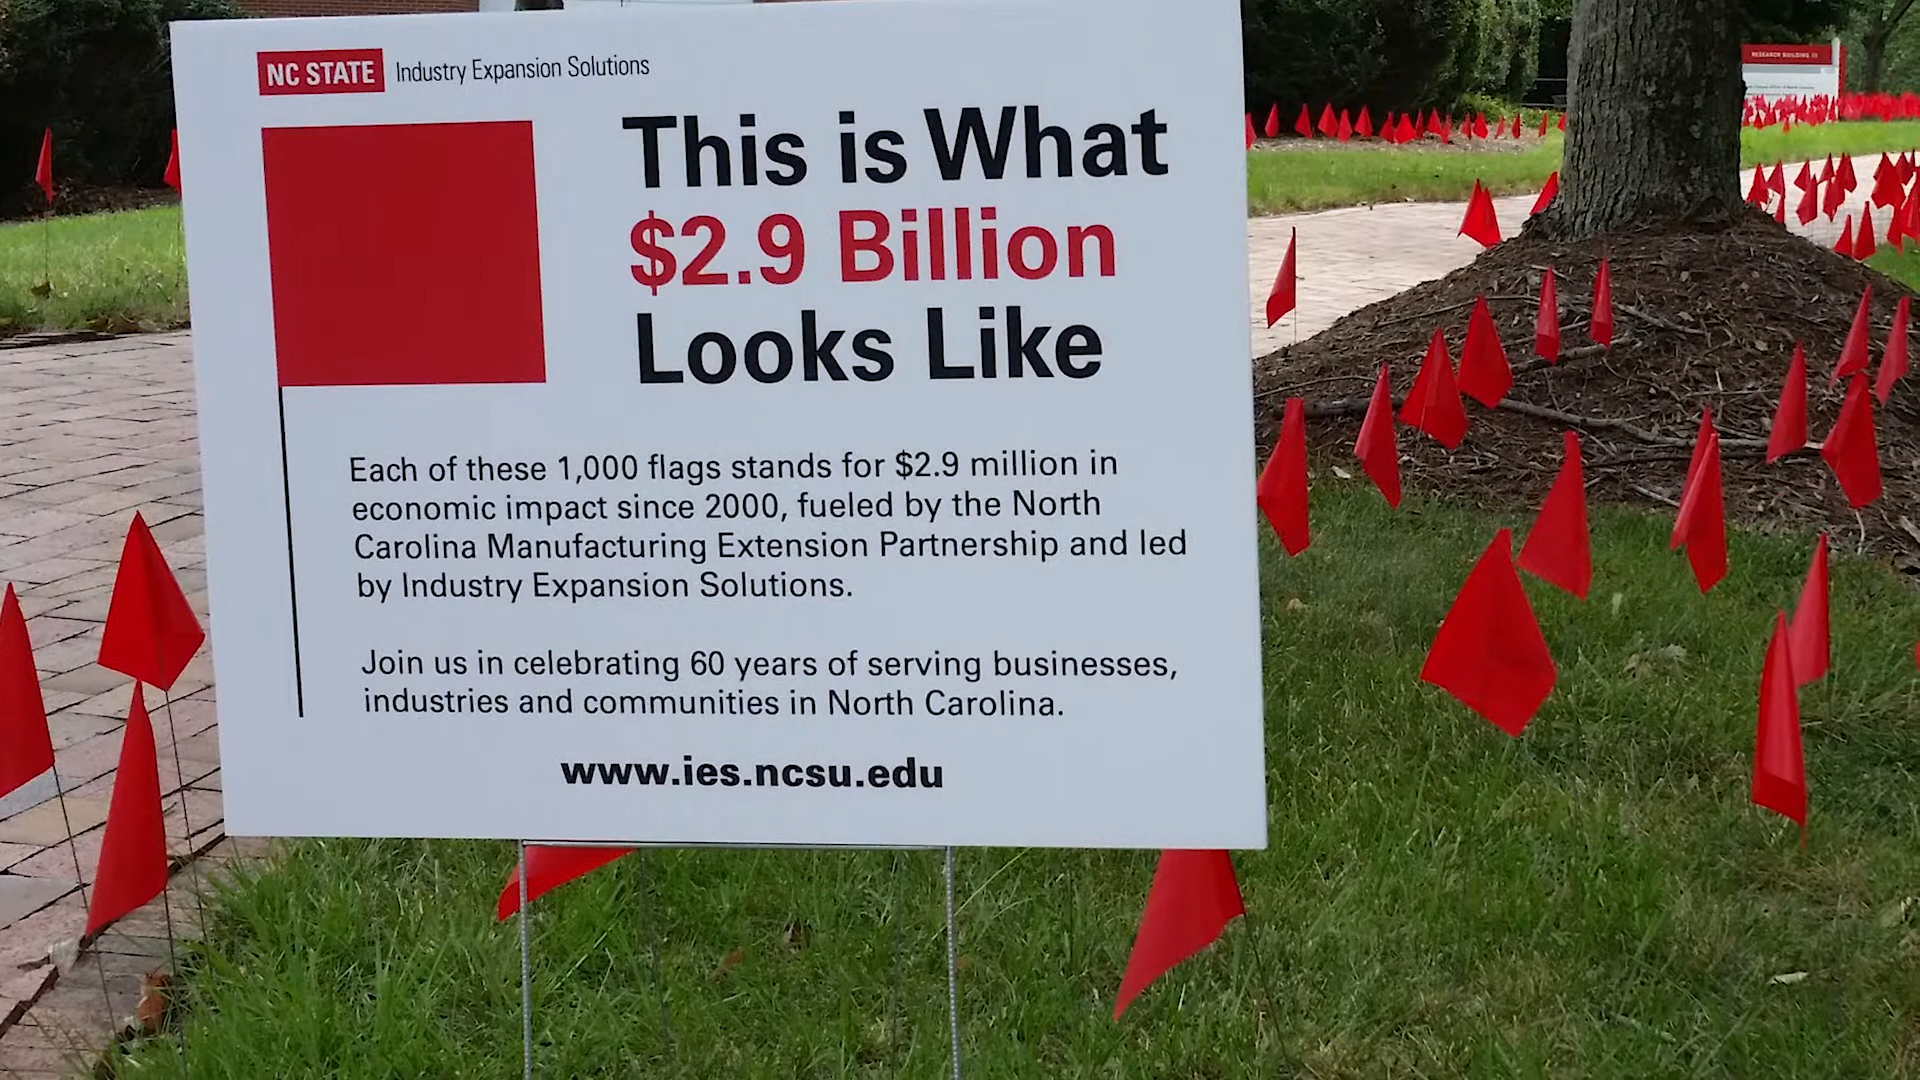 NC STATE Industry Expansion Solutions
This is What
$2.9 Billion
Looks Like
Each of these 1,000 flags stands for $2.9 million in
economic impact since 2000, fueled by the North
Carolina Manufacturing Extension Partnership and led
by Industry Expansion Solutions.
Join us in celebrating 60 years of serving businesses,
industries and communities in North Carolina.
www.ies.ncsu.edu
RESEARCH BUILDING III